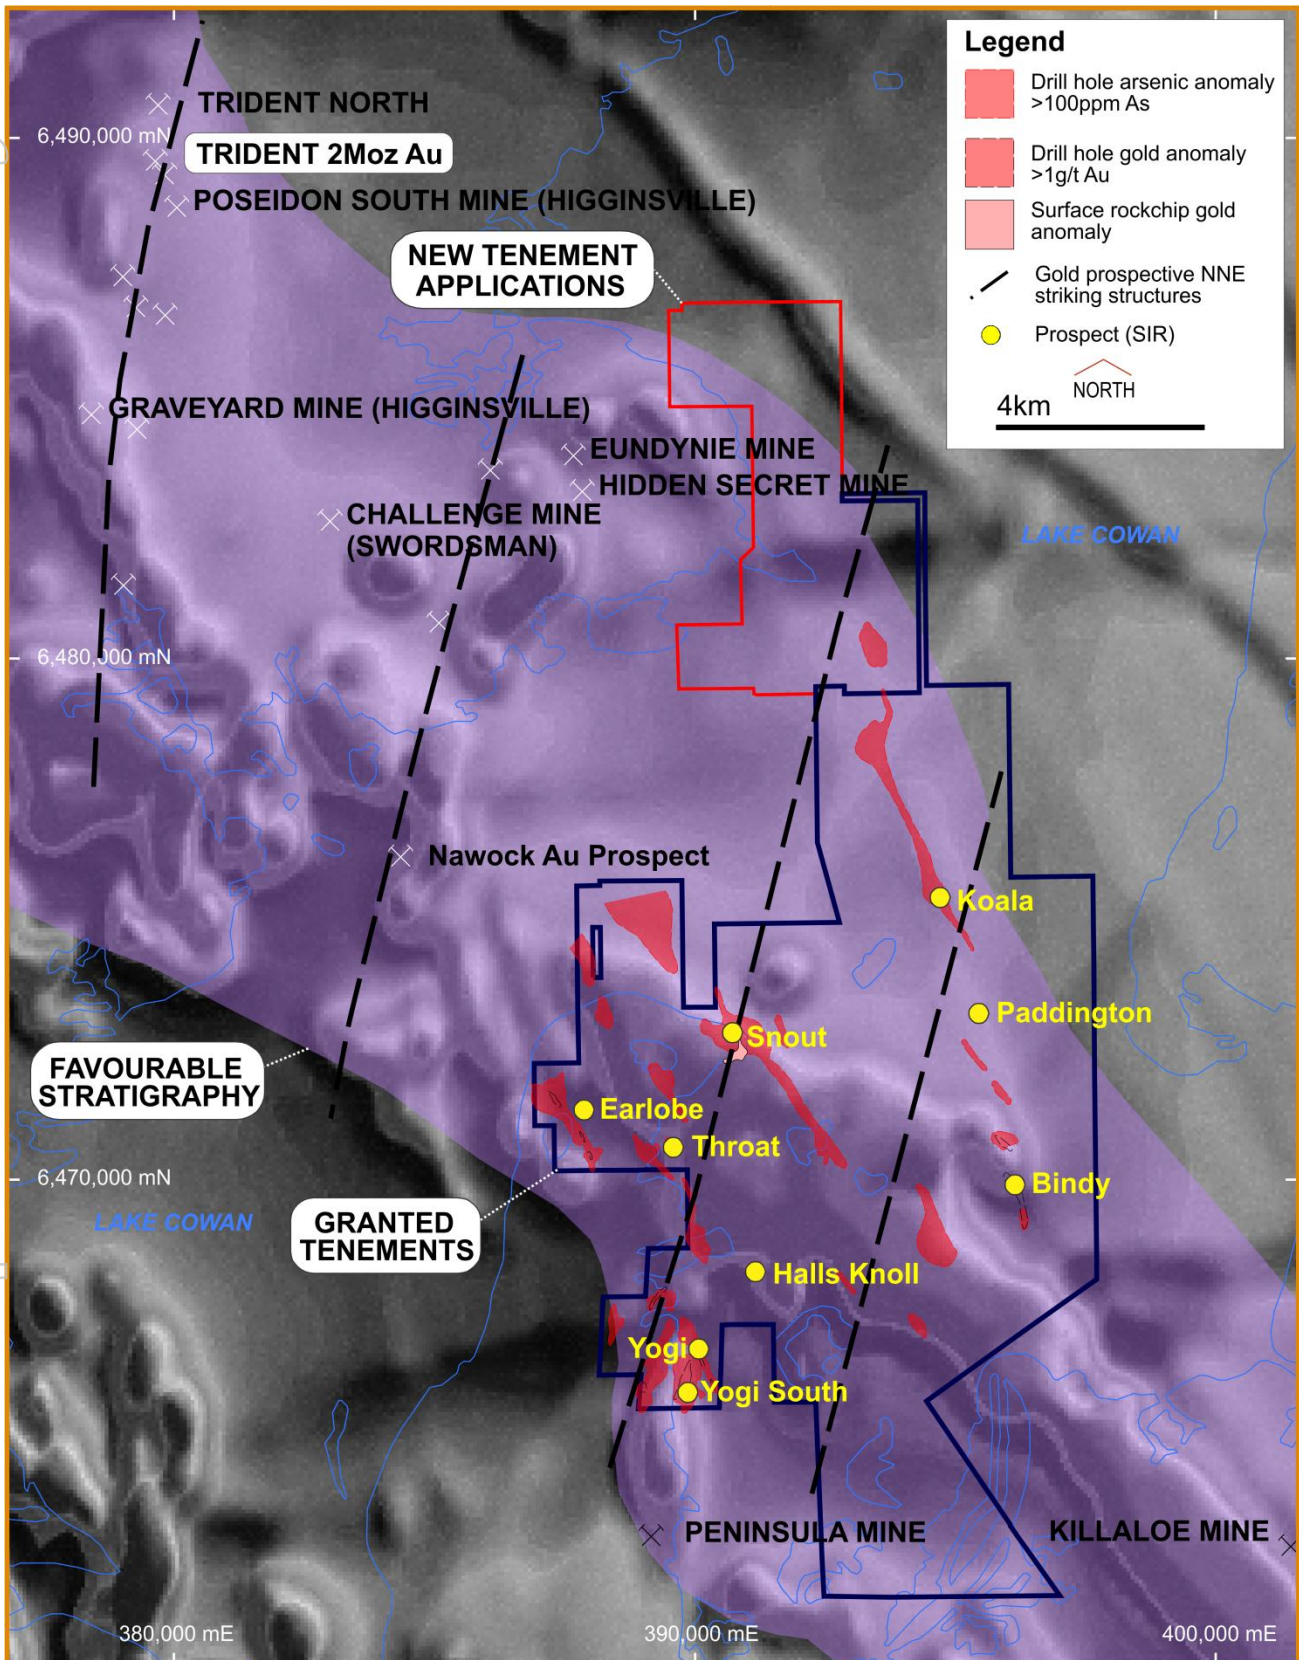 Legend
Drill hole arsenic anomaly
>100ppm As
Drill hole gold anomaly
>1g/t Au
Surface rockchip gold
anomaly
Gold prospective NNE
striking structures
Prospect (SIR)
NORTH
4km
TRIDENT NORTH
6,490,000 mN
TRIDENT 2Moz Au
POSEIDON SOUTH MINE (HIGGINSVILLE)
NEW TENEMENT
APPLICATIONS
GRAVEYARD MINE (HIGGINSVILLE)
EUNDYNIE MINE
HIDDEN SECRET MINE
CHALLENGE MINE
(SWORDSMAN)
LAKE COWAN
6,480,000 mN
Nawock Au Prospect
Koala
Paddington
Snout
FAVOURABLE
STRATIGRAPHY
Earlobe
Throat
6,470,000 mN
Bindy
LAKE COWAN
GRANTED
TENEMENTS
Halls Knoll
Yogi
Yogi South
PENINSULA MINE
KILLALOE MINE
380,000 mE
390,000 mE
400,000 mE